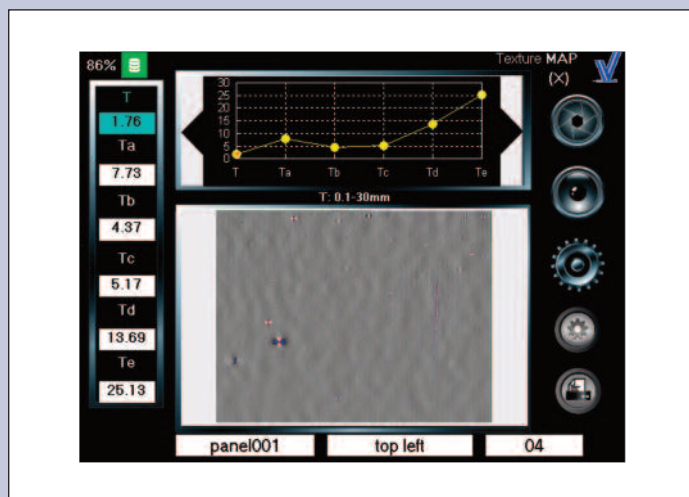 86%
Texture MAP
(X)
T
1.76
Ta
7.73
Tb
4.37
Tc
5.17
Td
13.69
Te
25.13
30
25
20
15
10
5
0
T Ta Tb Tc Td Te
T: 0.1-30mm
panel001 top left 04